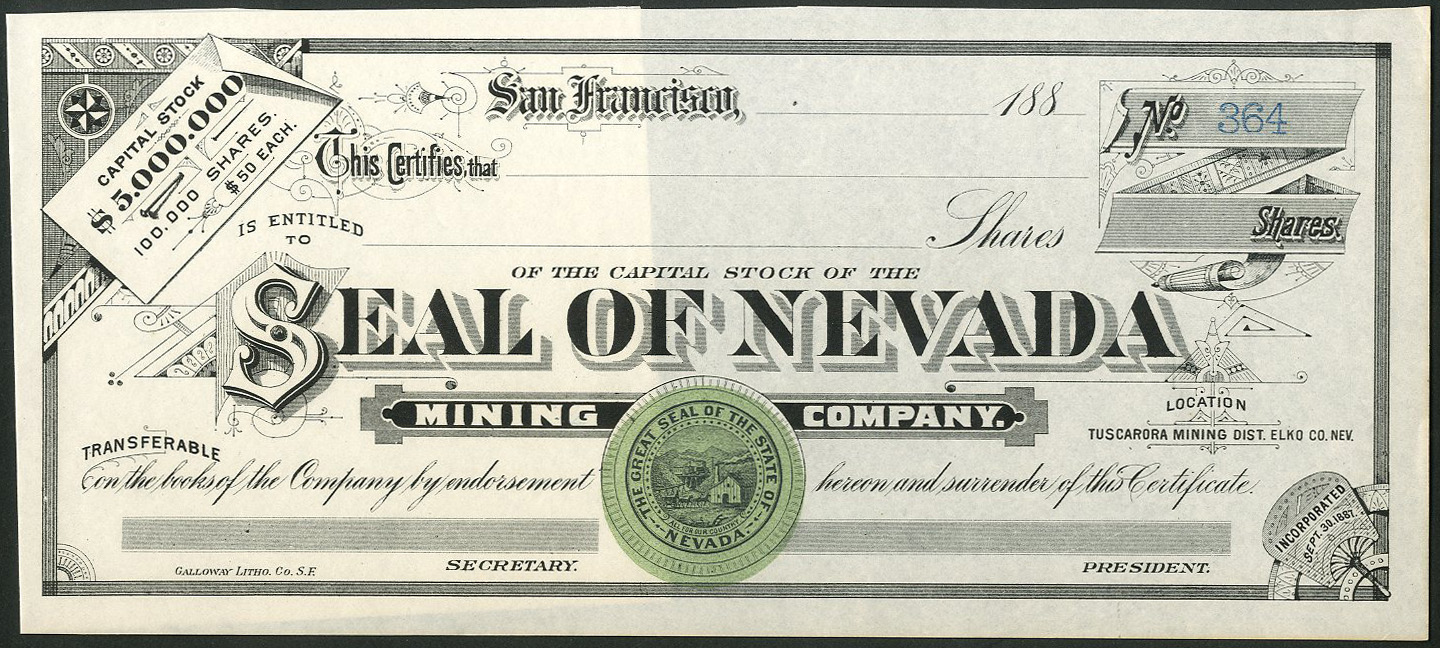 CAPITAL STOCK
$5.000.000
100.000 SHARES.
$50 EACH.
San Francisco, 188
No 364
This Certifies, that
IS ENTITLED
TO
Shares
Shares.
OF THE CAPITAL STOCK OF THE
SEAL OF NEVADA
MINING COMPANY.
LOCATION
TUSCARORA MINING DIST. ELKO CO. NEV.
TRANSFERABLE
on the books of the Company by endorsement hereon and surrender of this Certificate.
THE GREAT SEAL OF THE STATE OF
NEVADA.
ALL FOR OUR COUNTRY
INCORPORATED
SEPT. 30. 1887.
GALLOWAY LITHO. CO. S.F.
SECRETARY.
PRESIDENT.